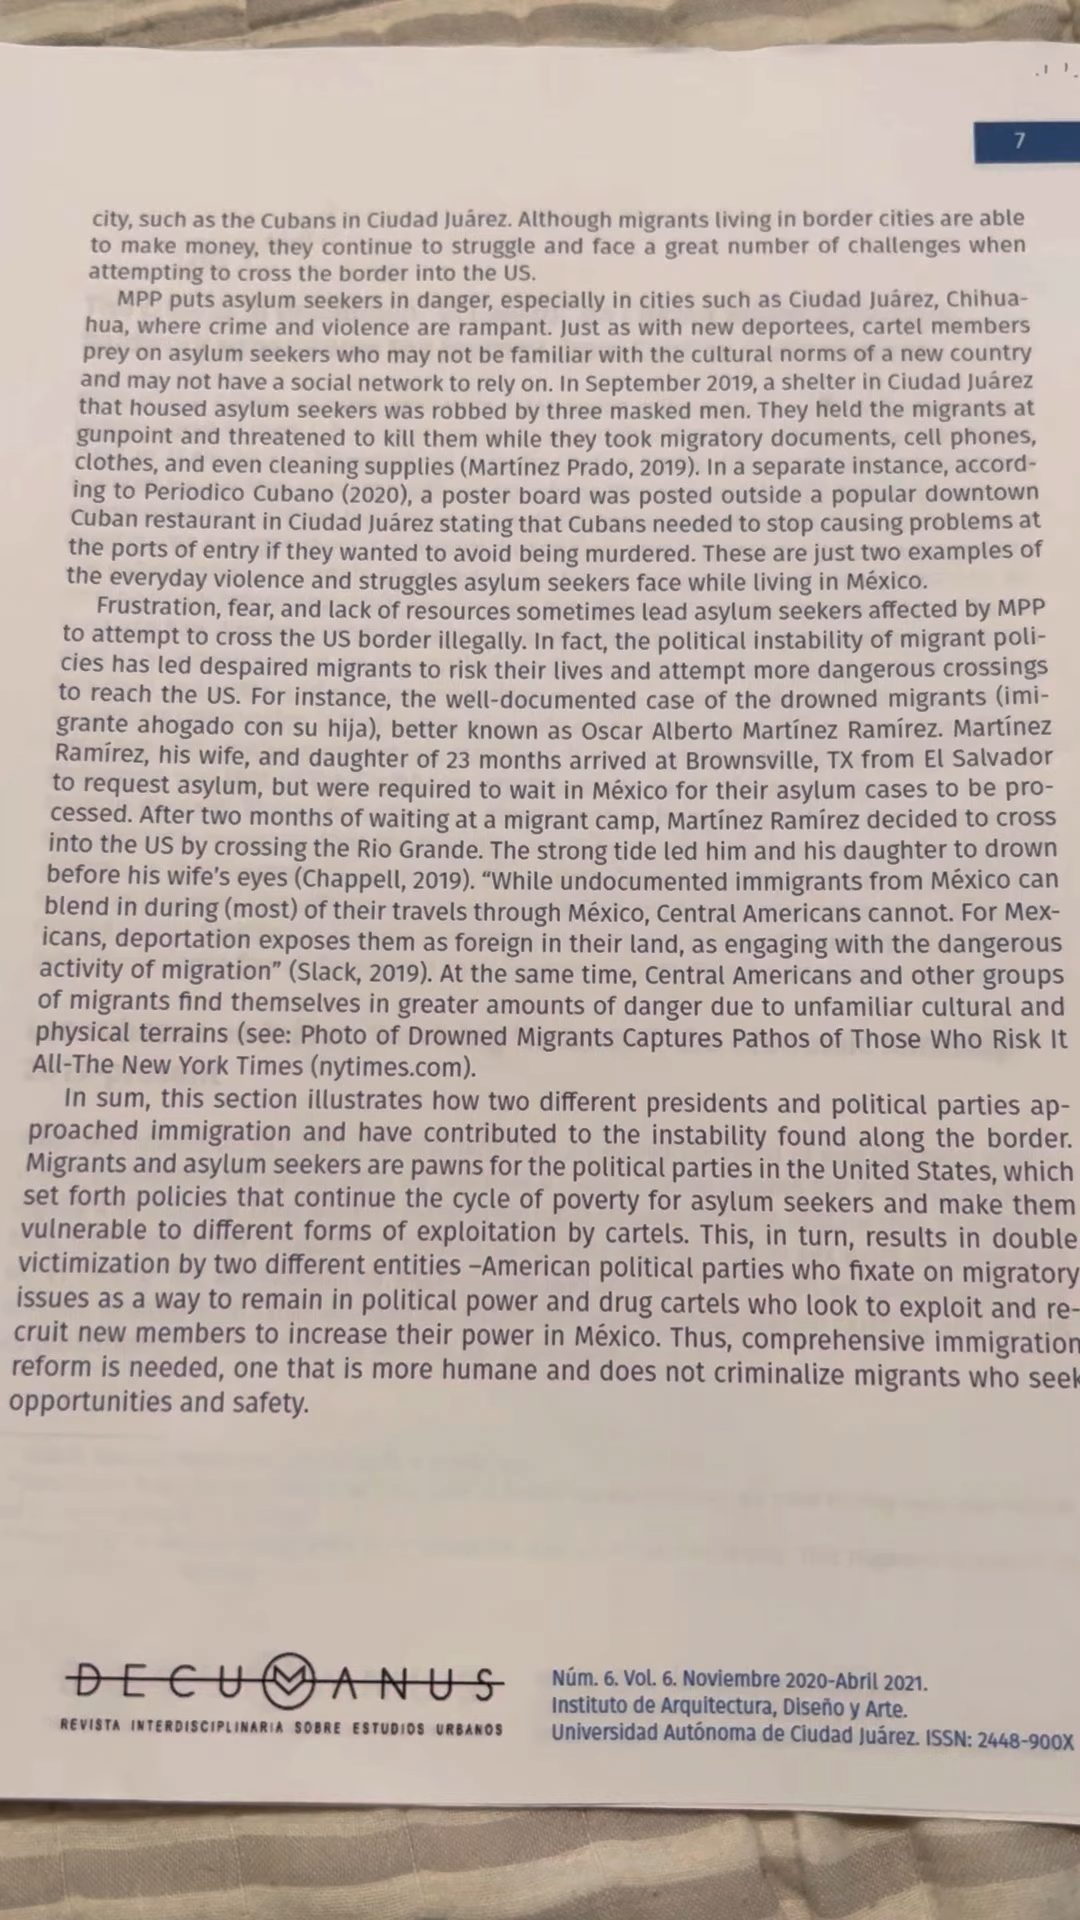 7
city, such as the Cubans in Ciudad Juárez. Although migrants living in border cities are able
to make money, they continue to struggle and face a great number of challenges when
attempting to cross the border into the US.
MPP puts asylum seekers in danger, especially in cities such as Ciudad Juárez, Chihua-
hua, where crime and violence are rampant. Just as with new deportees, cartel members
prey on asylum seekers who may not be familiar with the cultural norms of a new country
and may not have a social network to rely on. In September 2019, a shelter in Ciudad Juárez
that housed asylum seekers was robbed by three masked men. They held the migrants at
gunpoint and threatened to kill them while they took migratory documents, cell phones,
clothes, and even cleaning supplies (Martínez Prado, 2019). In a separate instance, accord-
ing to Periodico Cubano (2020), a poster board was posted outside a popular downtown
Cuban restaurant in Ciudad Juárez stating that Cubans needed to stop causing problems at
the ports of entry if they wanted to avoid being murdered. These are just two examples of
the everyday violence and struggles asylum seekers face while living in México.
Frustration, fear, and lack of resources sometimes lead asylum seekers affected by MPP
to attempt to cross the US border illegally. In fact, the political instability of migrant poli-
cies has led despaired migrants to risk their lives and attempt more dangerous crossings
to reach the US. For instance, the well-documented case of the drowned migrants (imi-
grante ahogado con su hija), better known as Oscar Alberto Martínez Ramírez. Martínez
Ramírez, his wife, and daughter of 23 months arrived at Brownsville, TX from El Salvador
to request asylum, but were required to wait in México for their asylum cases to be pro-
cessed. After two months of waiting at a migrant camp, Martínez Ramírez decided to cross
into the US by crossing the Rio Grande. The strong tide led him and his daughter to drown
before his wife's eyes (Chappell, 2019). “While undocumented immigrants from México can
blend in during (most) of their travels through México, Central Americans cannot. For Mex-
icans, deportation exposes them as foreign in their land, as engaging with the dangerous
activity of migration” (Slack, 2019). At the same time, Central Americans and other groups
of migrants find themselves in greater amounts of danger due to unfamiliar cultural and
physical terrains (see: Photo of Drowned Migrants Captures Pathos of Those Who Risk It
All-The New York Times (nytimes.com).
In sum, this section illustrates how two different presidents and political parties ap-
proached immigration and have contributed to the instability found along the border.
Migrants and asylum seekers are pawns for the political parties in the United States, which
set forth policies that continue the cycle of poverty for asylum seekers and make them
vulnerable to different forms of exploitation by cartels. This, in turn, results in double
victimization by two different entities –American political parties who fixate on migratory
issues as a way to remain in political power and drug cartels who look to exploit and re-
cruit new members to increase their power in México. Thus, comprehensive immigration
reform is needed, one that is more humane and does not criminalize migrants who seek
opportunities and safety.
DECUMANUS
REVISTA INTERDISCIPLINARIA SOBRE ESTUDIOS URBANOS
Núm. 6. Vol. 6. Noviembre 2020-Abril 2021.
Instituto de Arquitectura, Diseño y Arte.
Universidad Autónoma de Ciudad Juárez. ISSN: 2448-900X